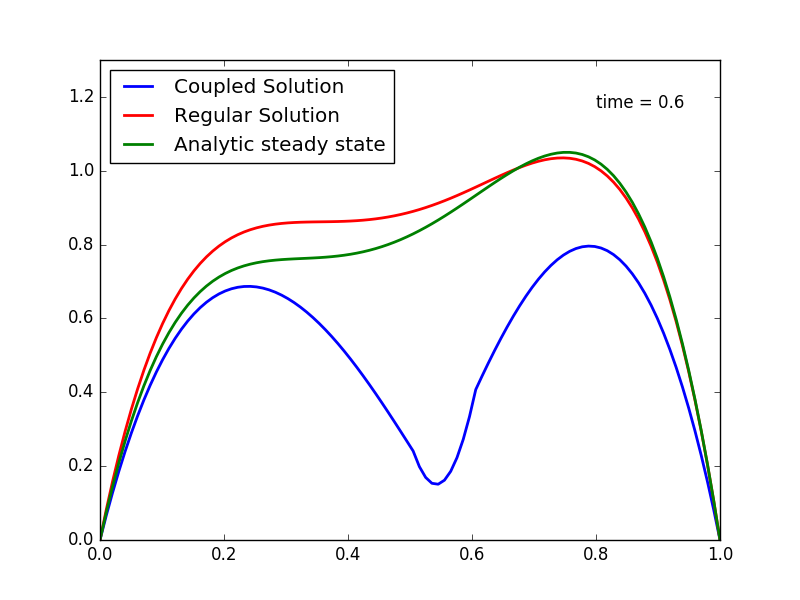 Coupled Solution
Regular Solution
Analytic steady state
time = 0.6
1.2
1.0
0.8
0.6
0.4
0.2
0.0
0.0 0.2 0.4 0.6 0.8 1.0